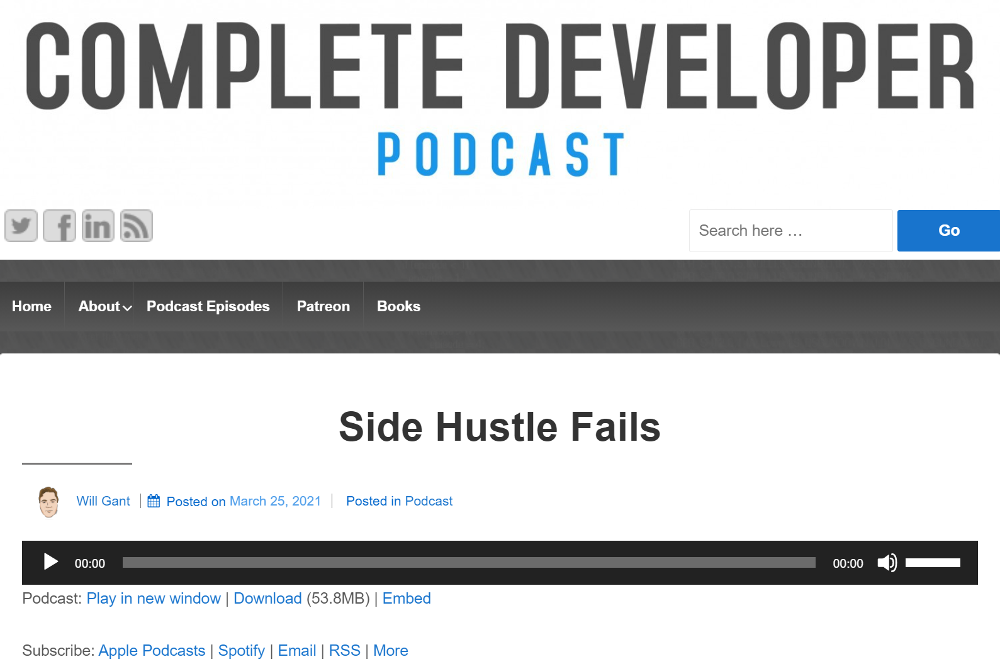 COMPLETE DEVELOPER
PODCAST
in
Search here …
Go
Home
About
Podcast Episodes
Patreon
Books
Side Hustle Fails
Will Gant
Posted on March 25, 2021
Posted in Podcast
00:00
00:00
Podcast: Play in new window | Download (53.8MB) | Embed
Subscribe: Apple Podcasts | Spotify | Email | RSS | More